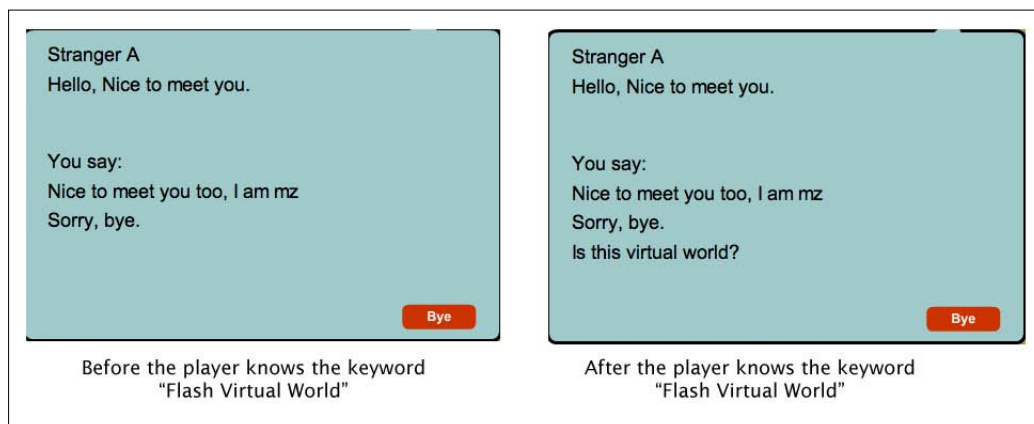 Stranger A
Hello, Nice to meet you.
You say:
Nice to meet you too, I am mz
Sorry, bye.
Bye
Before the player knows the keyword
“Flash Virtual World”
Stranger A
Hello, Nice to meet you.
You say:
Nice to meet you too, I am mz
Sorry, bye.
Is this virtual world?
Bye
After the player knows the keyword
“Flash Virtual World”